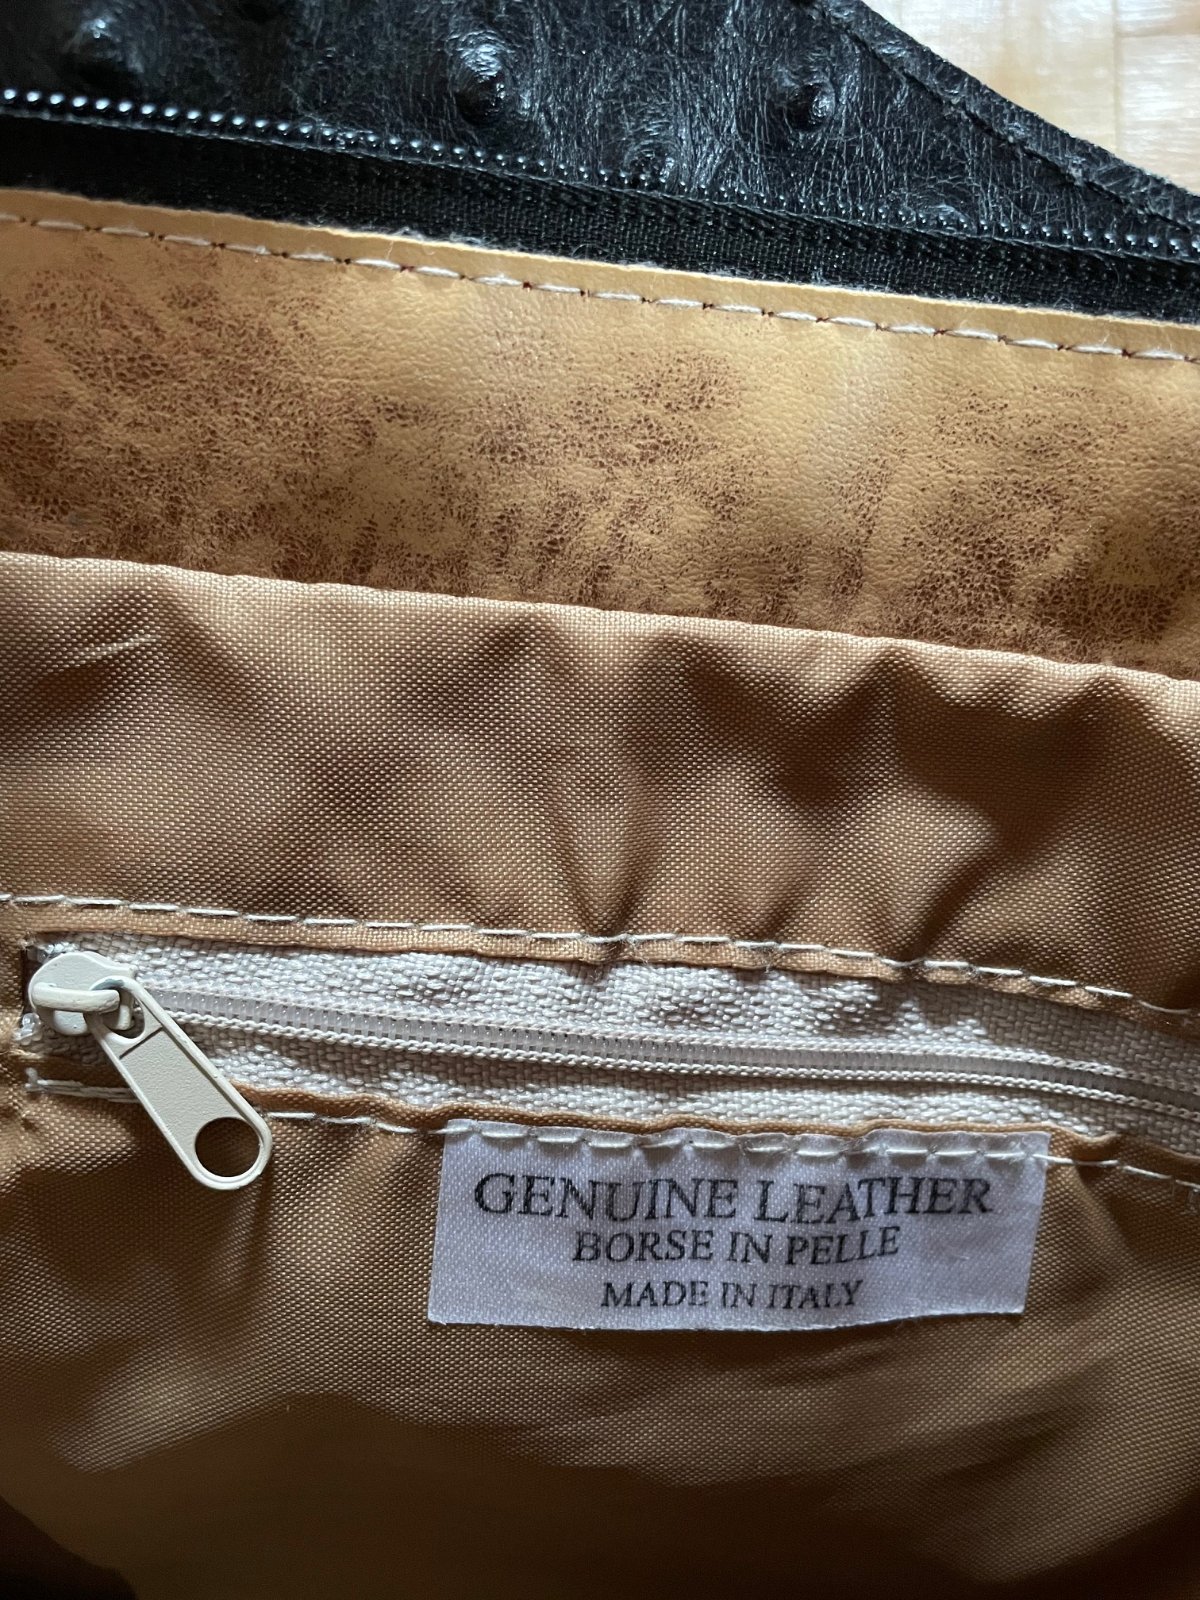 GENUINE LEATHER
BORSE IN PELLE
MADE IN ITALY